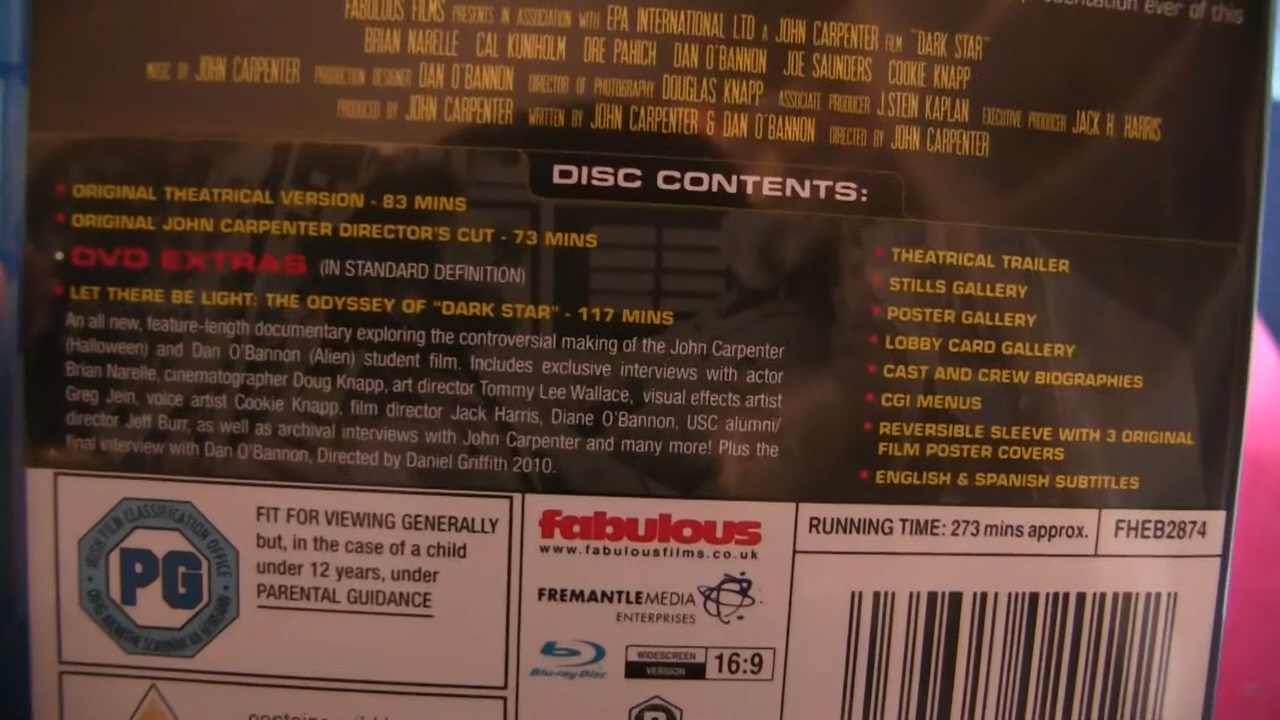 entation ever of this
FABULOUS FILMS PRESENTS IN ASSOCIATION WITH EPA INTERNATIONAL LTD A JOHN CARPENTER FILM "DARK STAR"
BRIAN NARELLE CAL KUNIHOLM DRE PAHICH DAN O'BANNON JOE SAUNDERS COOKIE KNAPP
MUSIC BY JOHN CARPENTER PRODUCTION DESIGNER DAN O'BANNON DIRECTOR OF PHOTOGRAPHY DOUGLAS KNAPP ASSOCIATE PRODUCER J.STEIN KAPLAN EXECUTIVE PRODUCER JACK H. HARRIS
PRODUCED BY JOHN CARPENTER WRITTEN BY JOHN CARPENTER & DAN O'BANNON DIRECTED BY JOHN CARPENTER
DISC CONTENTS:
• ORIGINAL THEATRICAL VERSION - 83 MINS
• ORIGINAL JOHN CARPENTER DIRECTOR'S CUT - 73 MINS
• DVD EXTRAS (IN STANDARD DEFINITION)
• LET THERE BE LIGHT: THE ODYSSEY OF "DARK STAR" - 117 MINS
An all new, feature-length documentary exploring the controversial making of the John Carpenter
(Halloween) and Dan O'Bannon (Alien) student film. Includes exclusive interviews with actor
Brian Narelle, cinematographer Doug Knapp, art director Tommy Lee Wallace, visual effects artist
Greg Jein, voice artist Cookie Knapp, film director Jack Harris, Diane O'Bannon, USC alumni/
director Jeff Burr, as well as archival interviews with John Carpenter and many more! Plus the
final interview with Dan O'Bannon, Directed by Daniel Griffith 2010.
• THEATRICAL TRAILER
• STILLS GALLERY
• POSTER GALLERY
• LOBBY CARD GALLERY
• CAST AND CREW BIOGRAPHIES
• CGI MENUS
• REVERSIBLE SLEEVE WITH 3 ORIGINAL
FILM POSTER COVERS
• ENGLISH & SPANISH SUBTITLES
IRISH FILM CLASSIFICATION OFFICE
PG
FIT FOR VIEWING GENERALLY
but, in the case of a child
under 12 years, under
PARENTAL GUIDANCE
fabulous
www.fabulousfilms.co.uk
FREMANTLEMEDIA
ENTERPRISES
Blu-ray Disc
WIDESCREEN
VERSION
16:9
RUNNING TIME: 273 mins approx.
FHEB2874